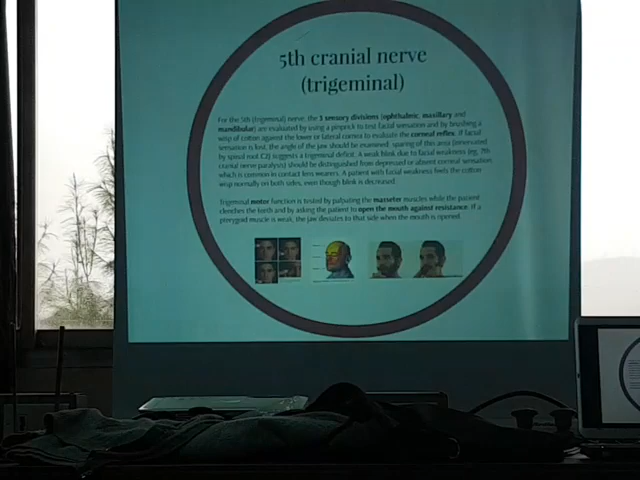 5th cranial nerve
(trigeminal)
For the 5th (trigeminal) nerve, the 3 sensory divisions (ophthalmic, maxillary and
mandibular) are evaluated by using a pinprick to test facial sensation and by brushing a
wisp of cotton against the lower or lateral cornea to evaluate the corneal reflex. If facial
sensation is lost, the angle of the jaw should be examined; sparing of this area (innervated
by spinal root C2) suggests a trigeminal deficit. A weak blink due to facial weakness (eg, 7th
cranial nerve paralysis) should be distinguished from depressed or absent corneal sensation,
which is common in contact lens wearers. A patient with facial weakness feels the cotton
wisp normally on both sides, even though blink is decreased.
Trigeminal motor function is tested by palpating the masseter muscles while the patient
clenches the teeth and by asking the patient to open the mouth against resistance. If a
pterygoid muscle is weak, the jaw deviates to that side when the mouth is opened.